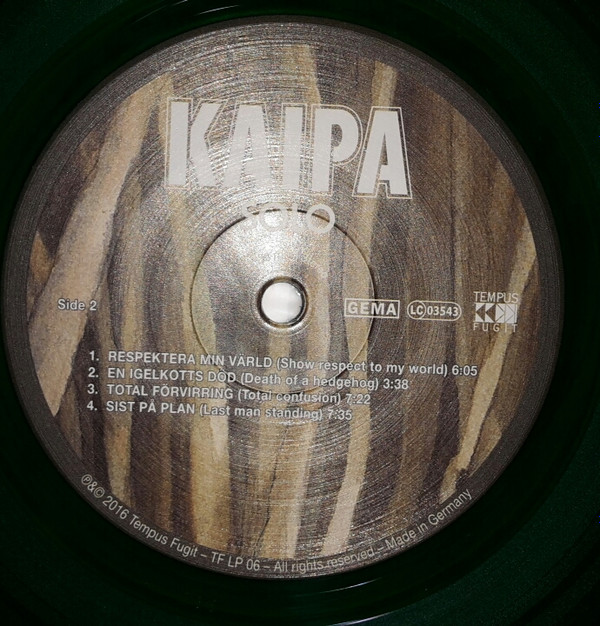 KAIPA
SOLO
Side 2
GEMA
LC 03543
TEMPUS
FUGIT
1. RESPEKTERA MIN VÄRLD (Show respect to my world) 6:05
2. EN IGELKOTTS DÖD (Death of a hedgehog) 3:38
3. TOTAL FÖRVIRRING (Total confusion) 7:22
4. SIST PÅ PLAN (Last man standing) 7:35
℗&© 2016 Tempus Fugit – TF LP 06 – All rights reserved – Made in Germany